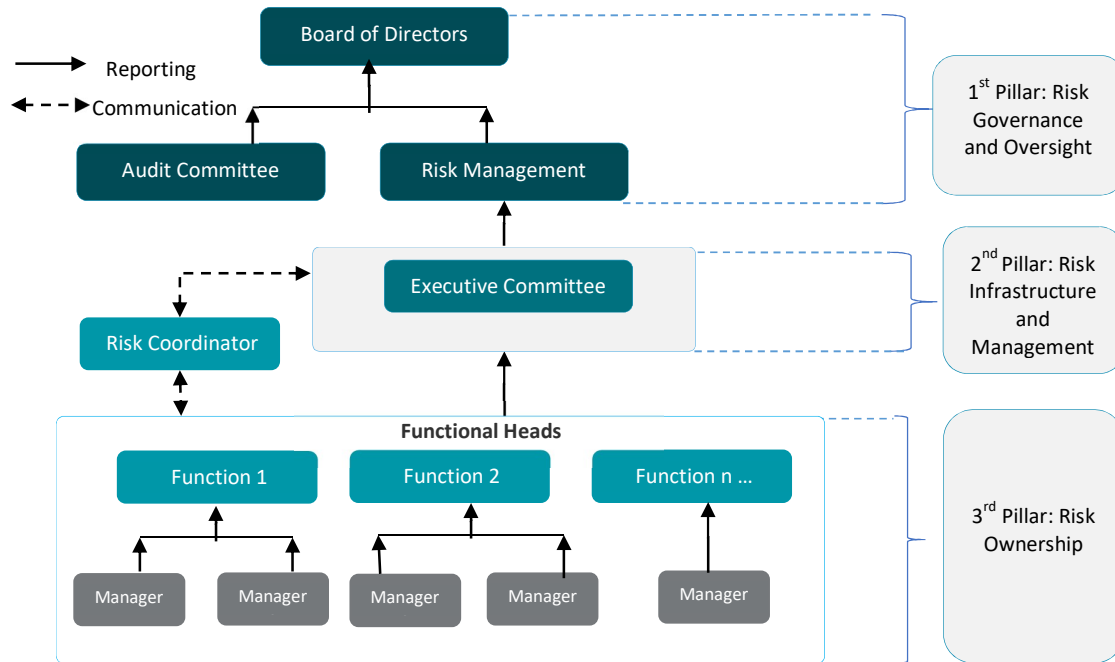 Board of Directors
Reporting
Communication
1st Pillar: Risk
Governance
and Oversight
Audit Committee
Risk Management
Executive Committee
2nd Pillar: Risk
Infrastructure
and
Management
Risk Coordinator
Functional Heads
Function 1
Function 2
Function n ...
3rd Pillar: Risk
Ownership
Manager
Manager
Manager
Manager
Manager